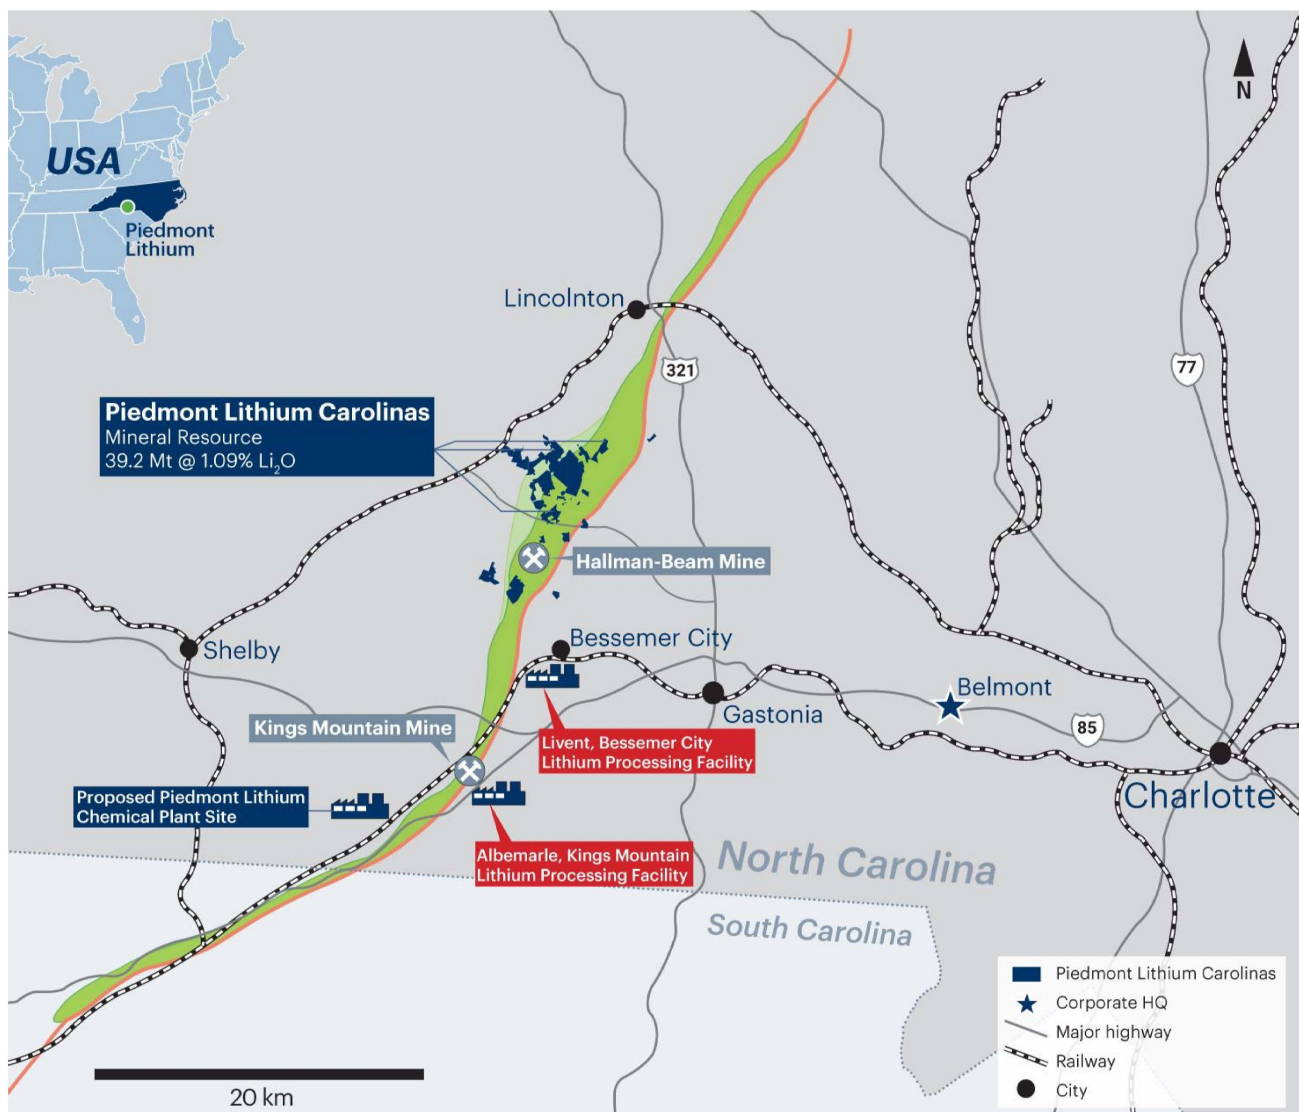 N
USA
Piedmont
Lithium
Lincolnton
321
77
Piedmont Lithium Carolinas
Mineral Resource
39.2 Mt @ 1.09% Li₂O
Hallman-Beam Mine
Shelby
Bessemer City
Belmont
Gastonia
Kings Mountain Mine
85
Livent, Bessemer City
Lithium Processing Facility
Charlotte
Proposed Piedmont Lithium
Chemical Plant Site
Albemarle, Kings Mountain
Lithium Processing Facility
North Carolina
South Carolina
Piedmont Lithium Carolinas
Corporate HQ
Major highway
Railway
City
20 km